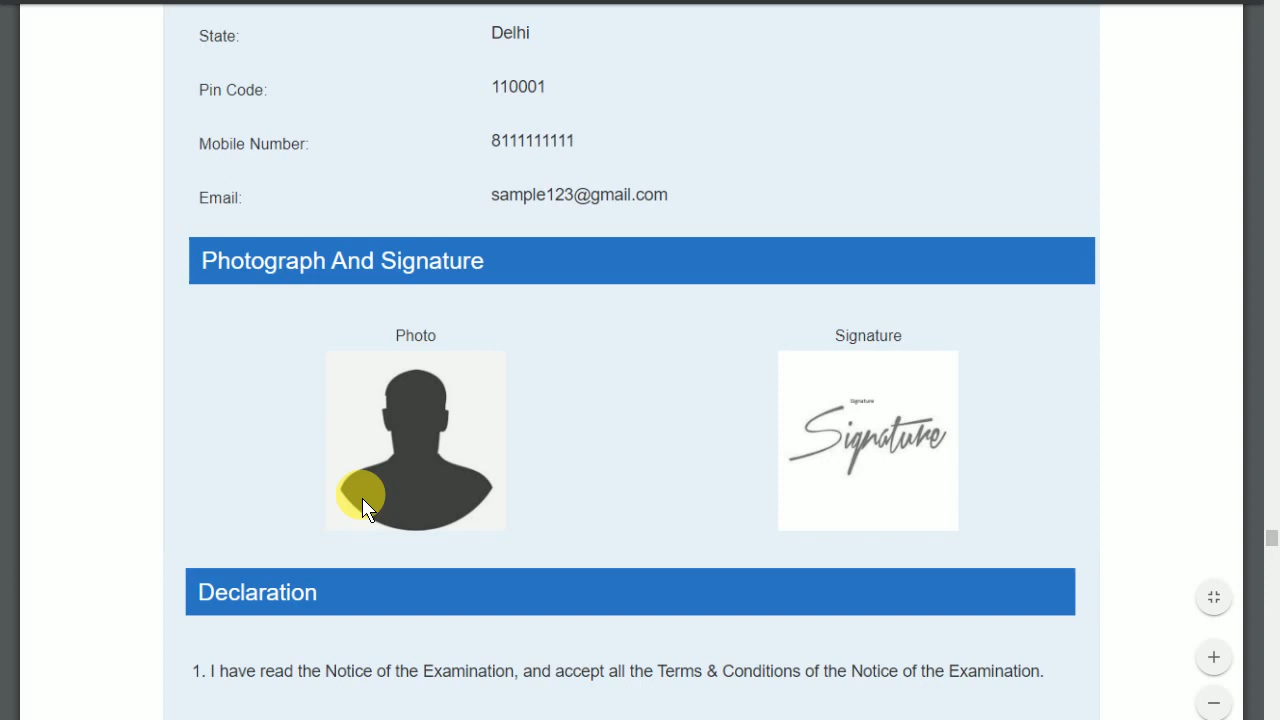 State: Delhi
Pin Code: 110001
Mobile Number: 8111111111
Email: sample123@gmail.com
Photograph And Signature
Photo Signature
Signature
Signature
Declaration
1. I have read the Notice of the Examination, and accept all the Terms & Conditions of the Notice of the Examination.